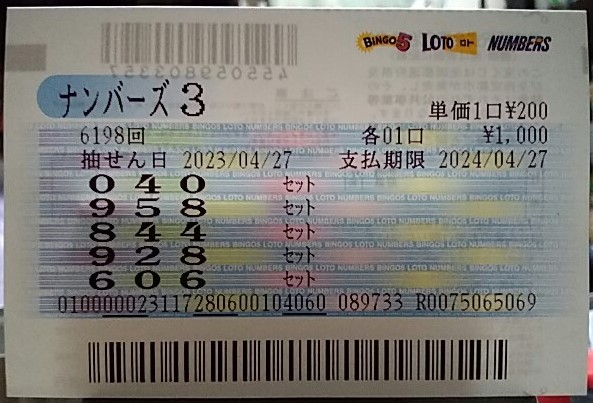 BINGO5 LOTO ロト NUMBERS
455059803357
ナンバーズ3
単価1口¥200
6198回 各01口 ¥1,000
抽せん日 2023/04/27 支払期限 2024/04/27
040 セット
958 セット
844 セット
928 セット
606 セット
010000023117280600104060 089733 R0075065069